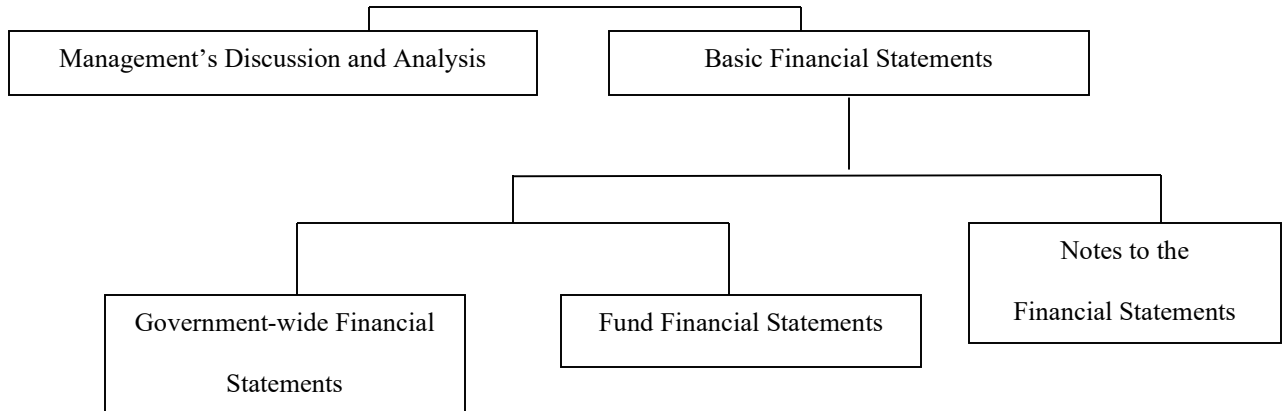 Management’s Discussion and Analysis
Basic Financial Statements
Government-wide Financial
Statements
Fund Financial Statements
Notes to the
Financial Statements